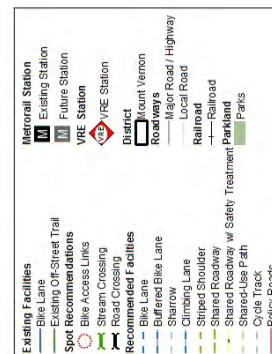 Existing Facilities
Bike Lane
Existing Off-Street Trail
Spot Recommendations
Bike Access Links
Stream Crossing
Road Crossing
Recommended Facilities
Bike Lane
Buffered Bike Lane
Sharrow
Climbing Lane
Striped Shoulder
Shared Roadway
Shared Roadway w/ Safety Treatment
Shared-Use Path
Cycle Track
Policy Roads
Metrorail Station
M Existing Station
M Future Station
VRE Station
VRE VRE Station
District
Mount Vernon
Roadways
Major Road / Highway
Local Road
Railroad
Railroad
Parkland
Parks